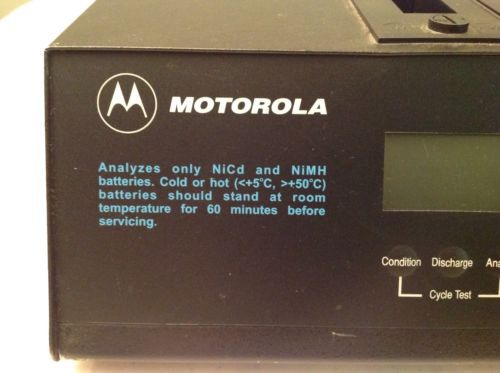 MOTOROLA
Analyzes only NiCd and NiMH
batteries. Cold or hot (<+5°C, >+50°C)
batteries should stand at room
temperature for 60 minutes before
servicing.
Condition Discharge Ana
Cycle Test